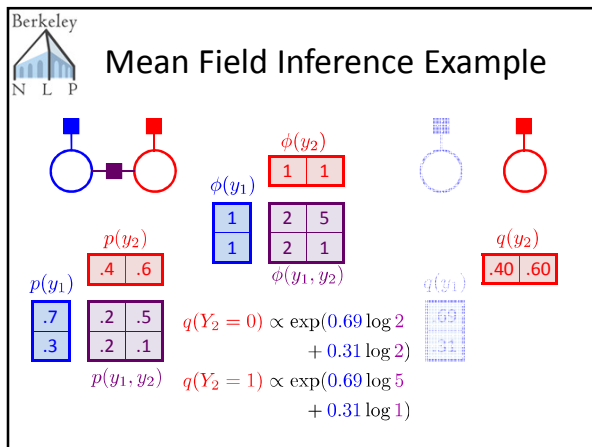 Berkeley
N L P
Mean Field Inference Example
ϕ(y₂)
1 1
ϕ(y₁)
1
1
2 5
2 1
ϕ(y₁, y₂)
p(y₂)
.4 .6
p(y₁)
.7
.3
.2 .5
.2 .1
p(y₁, y₂)
q(Y₂ = 0) ∝ exp(0.69 log 2
+ 0.31 log 2)
q(Y₂ = 1) ∝ exp(0.69 log 5
+ 0.31 log 1)
q(y₂)
.40 .60
q(y₁)
.69
.31